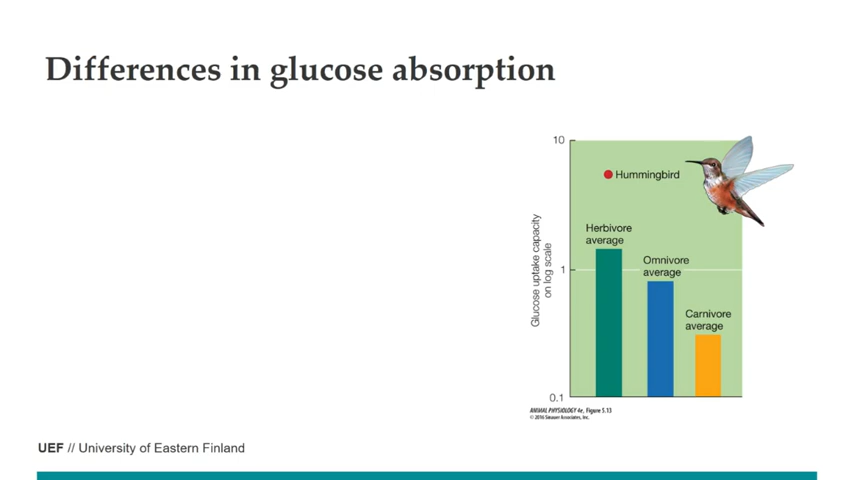 Differences in glucose absorption
10
Hummingbird
Herbivore
average
Omnivore
average
Glucose uptake capacity
on log scale
1
Carnivore
average
0.1
ANIMAL PHYSIOLOGY 4e, Figure 5.13
© 2016 Sinauer Associates, Inc.
UEF // University of Eastern Finland